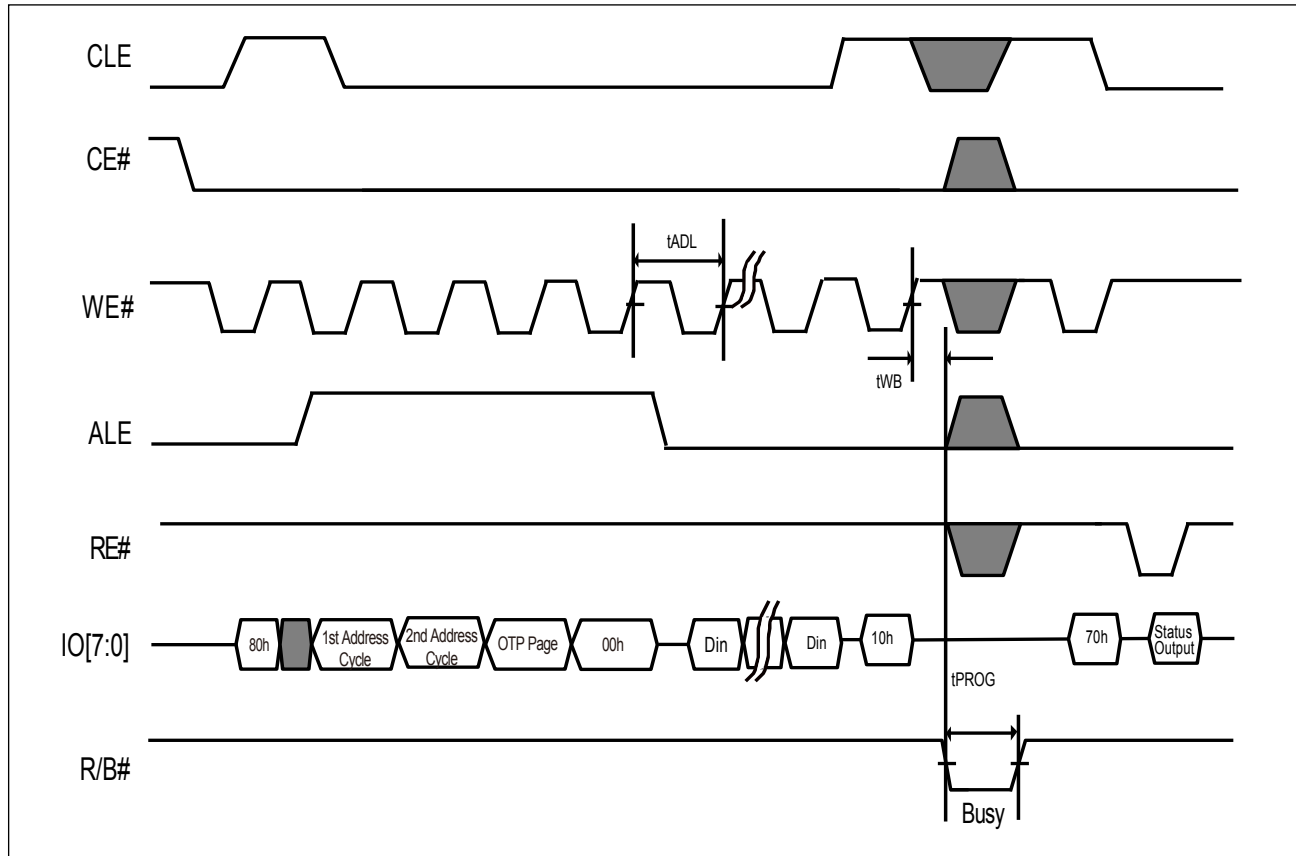 CLE
CE#
tADL
WE#
tWB
ALE
RE#
IO[7:0]
80h
1st Address
Cycle
2nd Address
Cycle
OTP Page
00h
Din
Din
10h
70h
Status
Output
tPROG
R/B#
Busy